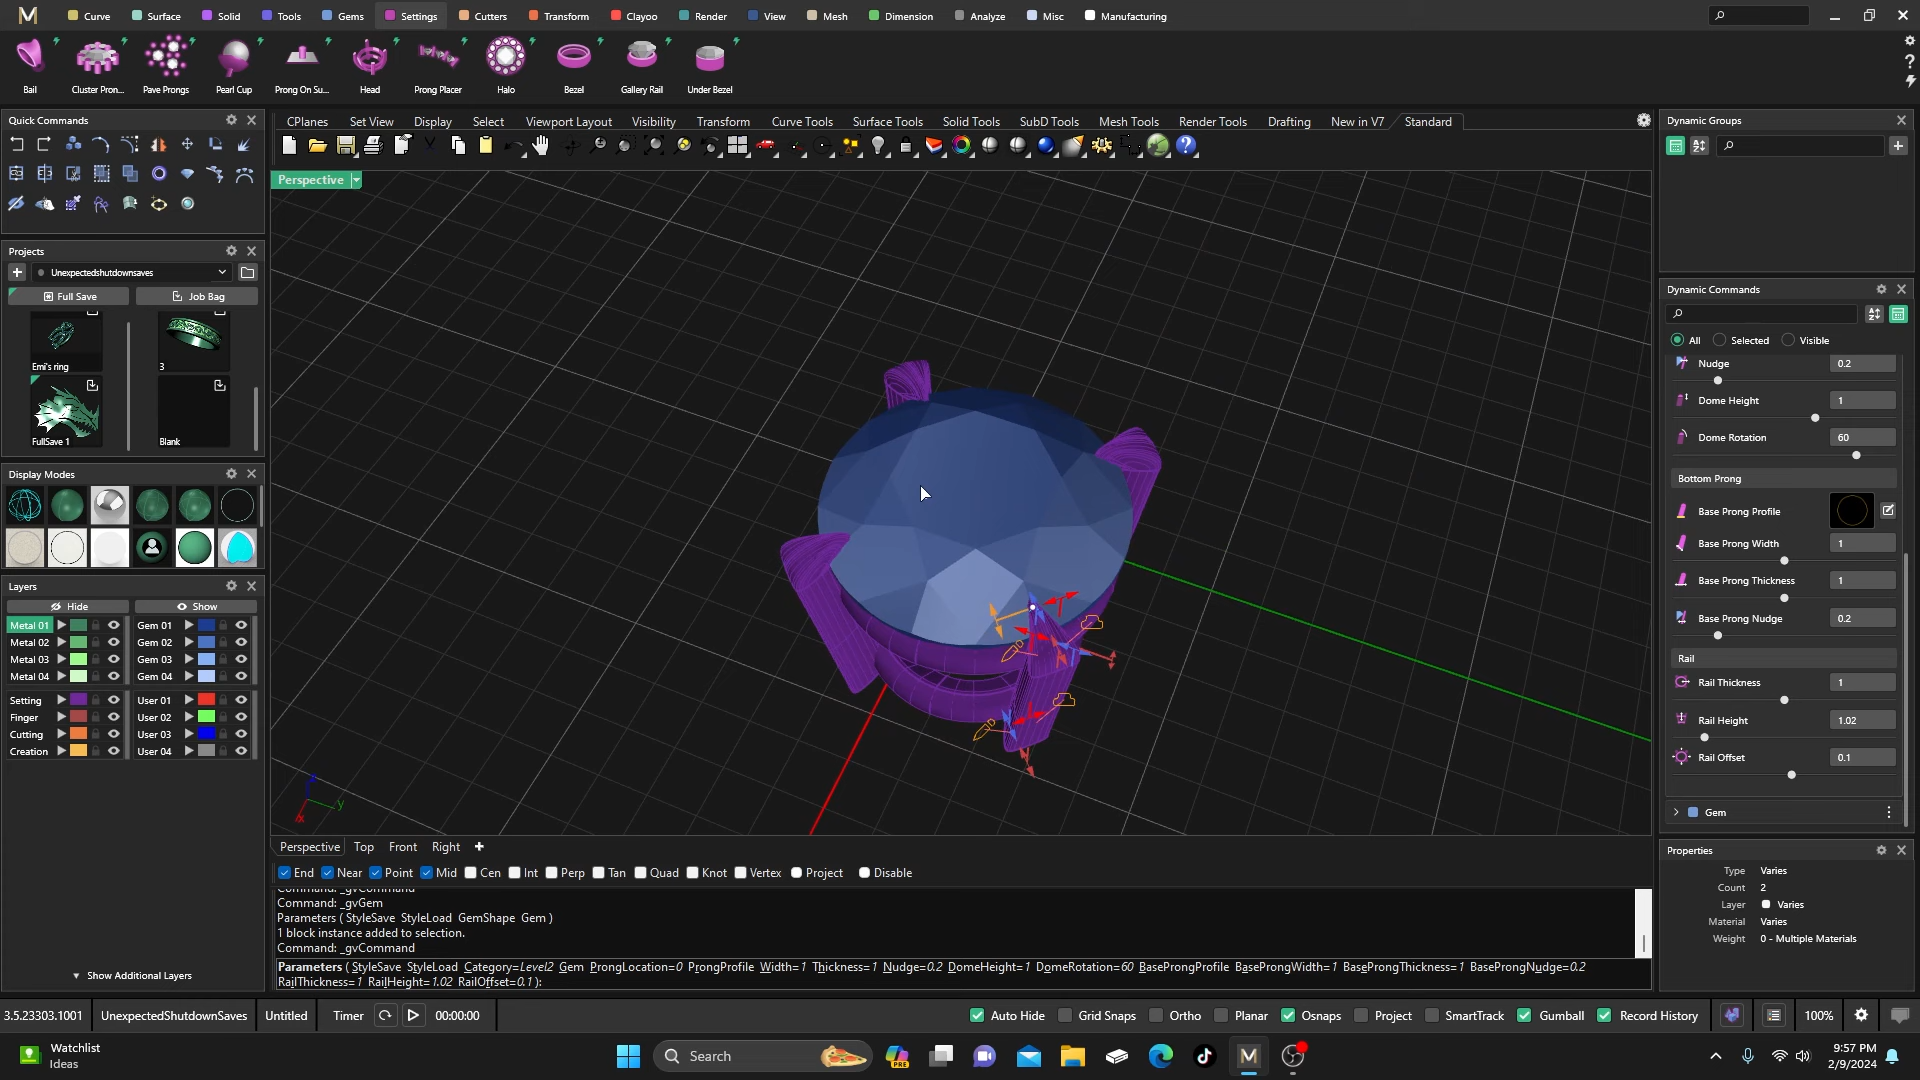 Curve Surface Solid Tools Gems Settings Cutters Transform Clayoo Render View Mesh Dimension Analyze Misc Manufacturing
Bail Cluster Pron... Pave Prongs Pearl Cup Prong On Su... Head Prong Placer Halo Bezel Gallery Rail Under Bezel
Quick Commands
CPlanes Set View Display Select Viewport Layout Visibility Transform Curve Tools Surface Tools Solid Tools SubD Tools Mesh Tools Render Tools Drafting New in V7 Standard
Perspective
Projects
Unexpectedshutdownsaves
Full Save Job Bag
Emi's ring 3
FullSave 1 Blank
Display Modes
Layers
Hide Show
Metal 01 Gem 01
Metal 02 Gem 02
Metal 03 Gem 03
Metal 04 Gem 04
Setting User 01
Finger User 02
Cutting User 03
Creation User 04
Show Additional Layers
z
y
x
Dynamic Groups
Dynamic Commands
All Selected Visible
Nudge 0.2
Dome Height 1
Dome Rotation 60
Bottom Prong
Base Prong Profile
Base Prong Width 1
Base Prong Thickness 1
Base Prong Nudge 0.2
Rail
Rail Thickness 1
Rail Height 1.02
Rail Offset 0.1
Gem
Properties
Type Varies
Count 2
Layer Varies
Material Varies
Weight 0 - Multiple Materials
Perspective Top Front Right
End Near Point Mid Cen Int Perp Tan Quad Knot Vertex Project Disable
Command: _gvCommand
Command: _gvGem
Parameters ( StyleSave StyleLoad GemShape Gem )
1 block instance added to selection.
Command: _gvCommand
Parameters ( StyleSave StyleLoad Category=Level2 Gem ProngLocation=0 ProngProfile Width=1 Thickness=1 Nudge=0.2 DomeHeight=1 DomeRotation=60 BaseProngProfile BaseProngWidth=1 BaseProngThickness=1 BaseProngNudge=0.2
RailThickness=1 RailHeight=1.02 RailOffset=0.1 ):
3.5.23303.1001 UnexpectedShutdownSaves Untitled Timer 00:00:00 Auto Hide Grid Snaps Ortho Planar Osnaps Project SmartTrack Gumball Record History 100%
Watchlist
Ideas
Search
PRE
9:57 PM
2/9/2024